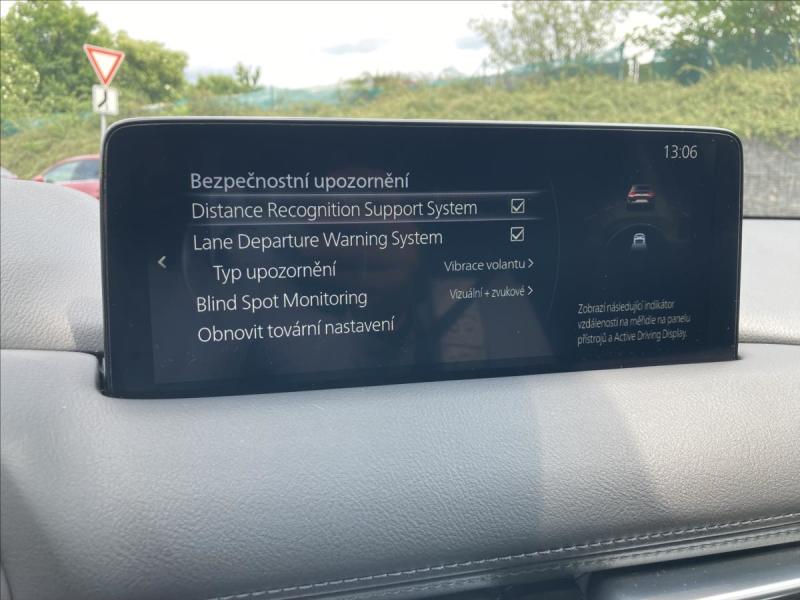 13:06
Bezpečnostní upozornění
Distance Recognition Support System
Lane Departure Warning System
Typ upozornění Vibrace volantu
Blind Spot Monitoring Vizuální + zvukové
Obnovit tovární nastavení
Zobrazí následující indikátor
vzdálenosti na měřidle na panelu
přístrojů a Active Driving Display.